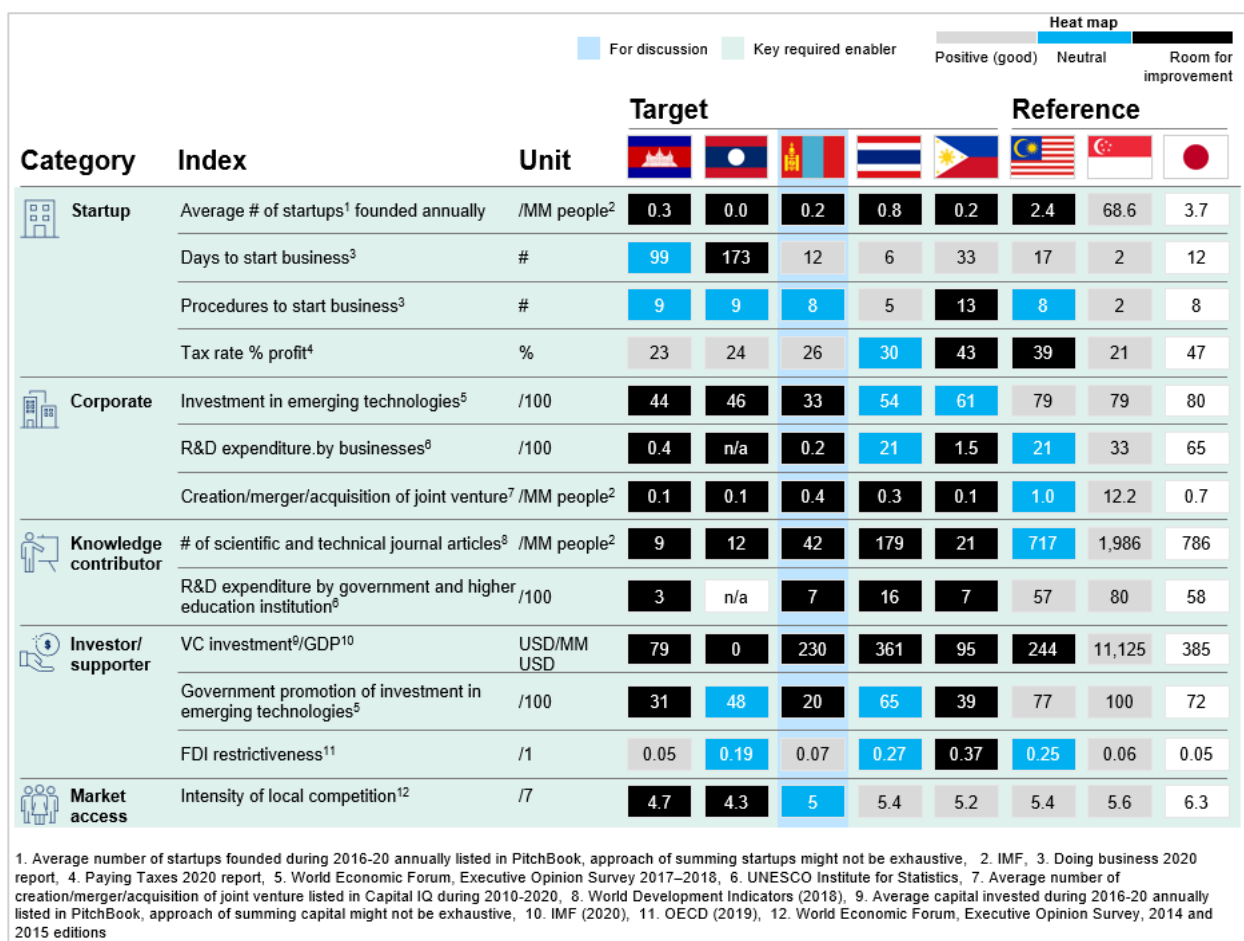 Heat map
For discussion
Key required enabler
Positive (good) Neutral Room for
improvement
Target Reference
Category Index Unit
Startup Average # of startups¹ founded annually /MM people² 0.3 0.0 0.2 0.8 0.2 2.4 68.6 3.7
Days to start business³ # 99 173 12 6 33 17 2 12
Procedures to start business³ # 9 9 8 5 13 8 2 8
Tax rate % profit⁴ % 23 24 26 30 43 39 21 47
Corporate Investment in emerging technologies⁵ /100 44 46 33 54 61 79 79 80
R&D expenditure.by businesses⁶ /100 0.4 n/a 0.2 21 1.5 21 33 65
Creation/merger/acquisition of joint venture⁷ /MM people² 0.1 0.1 0.4 0.3 0.1 1.0 12.2 0.7
Knowledge
contributor
# of scientific and technical journal articles⁸ /MM people² 9 12 42 179 21 717 1,986 786
R&D expenditure by government and higher
education institution⁶
/100 3 n/a 7 16 7 57 80 58
Investor/
supporter
VC investment⁹/GDP¹⁰
USD/MM
USD
79 0 230 361 95 244 11,125 385
Government promotion of investment in
emerging technologies⁵
/100 31 48 20 65 39 77 100 72
FDI restrictiveness¹¹ /1 0.05 0.19 0.07 0.27 0.37 0.25 0.06 0.05
Market
access
Intensity of local competition¹² /7 4.7 4.3 5 5.4 5.2 5.4 5.6 6.3
1. Average number of startups founded during 2016-20 annually listed in PitchBook, approach of summing startups might not be exhaustive, 2. IMF, 3. Doing business 2020
report, 4. Paying Taxes 2020 report, 5. World Economic Forum, Executive Opinion Survey 2017–2018, 6. UNESCO Institute for Statistics, 7. Average number of
creation/merger/acquisition of joint venture listed in Capital IQ during 2010-2020, 8. World Development Indicators (2018), 9. Average capital invested during 2016-20 annually
listed in PitchBook, approach of summing capital might not be exhaustive, 10. IMF (2020), 11. OECD (2019), 12. World Economic Forum, Executive Opinion Survey, 2014 and
2015 editions